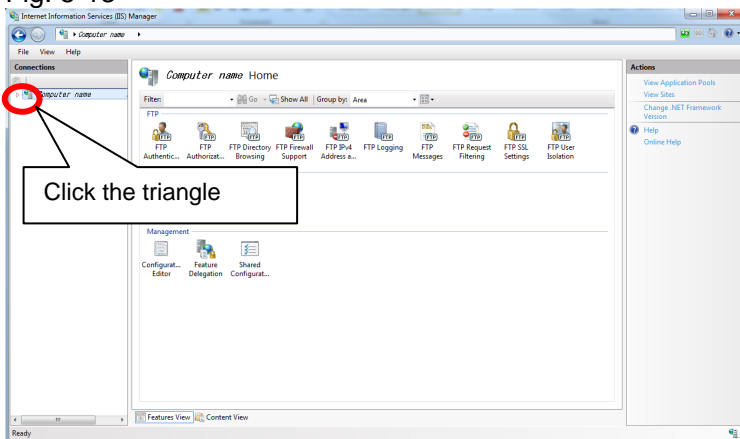 Internet Information Services (IIS) Manager
Computer name
File View Help
Connections
Computer name
Click the triangle
Computer name Home
Filter: Go Show All Group by: Area
FTP
FTP Authentic...
FTP Authorizat...
FTP Directory Browsing
FTP Firewall Support
FTP IPv4 Address a...
FTP Logging
FTP Messages
FTP Request Filtering
FTP SSL Settings
FTP User Isolation
Management
Configurat... Editor
Feature Delegation
Shared Configurat...
Features View Content View
Actions
View Application Pools
View Sites
Change .NET Framework
Version
Help
Online Help
Ready